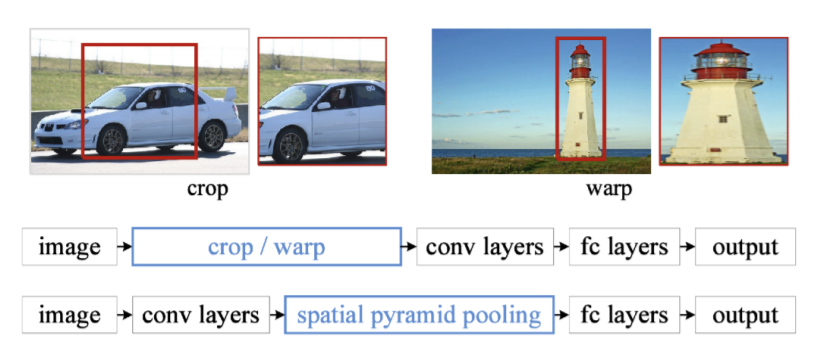 crop
warp
image crop / warp conv layers fc layers output
image conv layers spatial pyramid pooling fc layers output